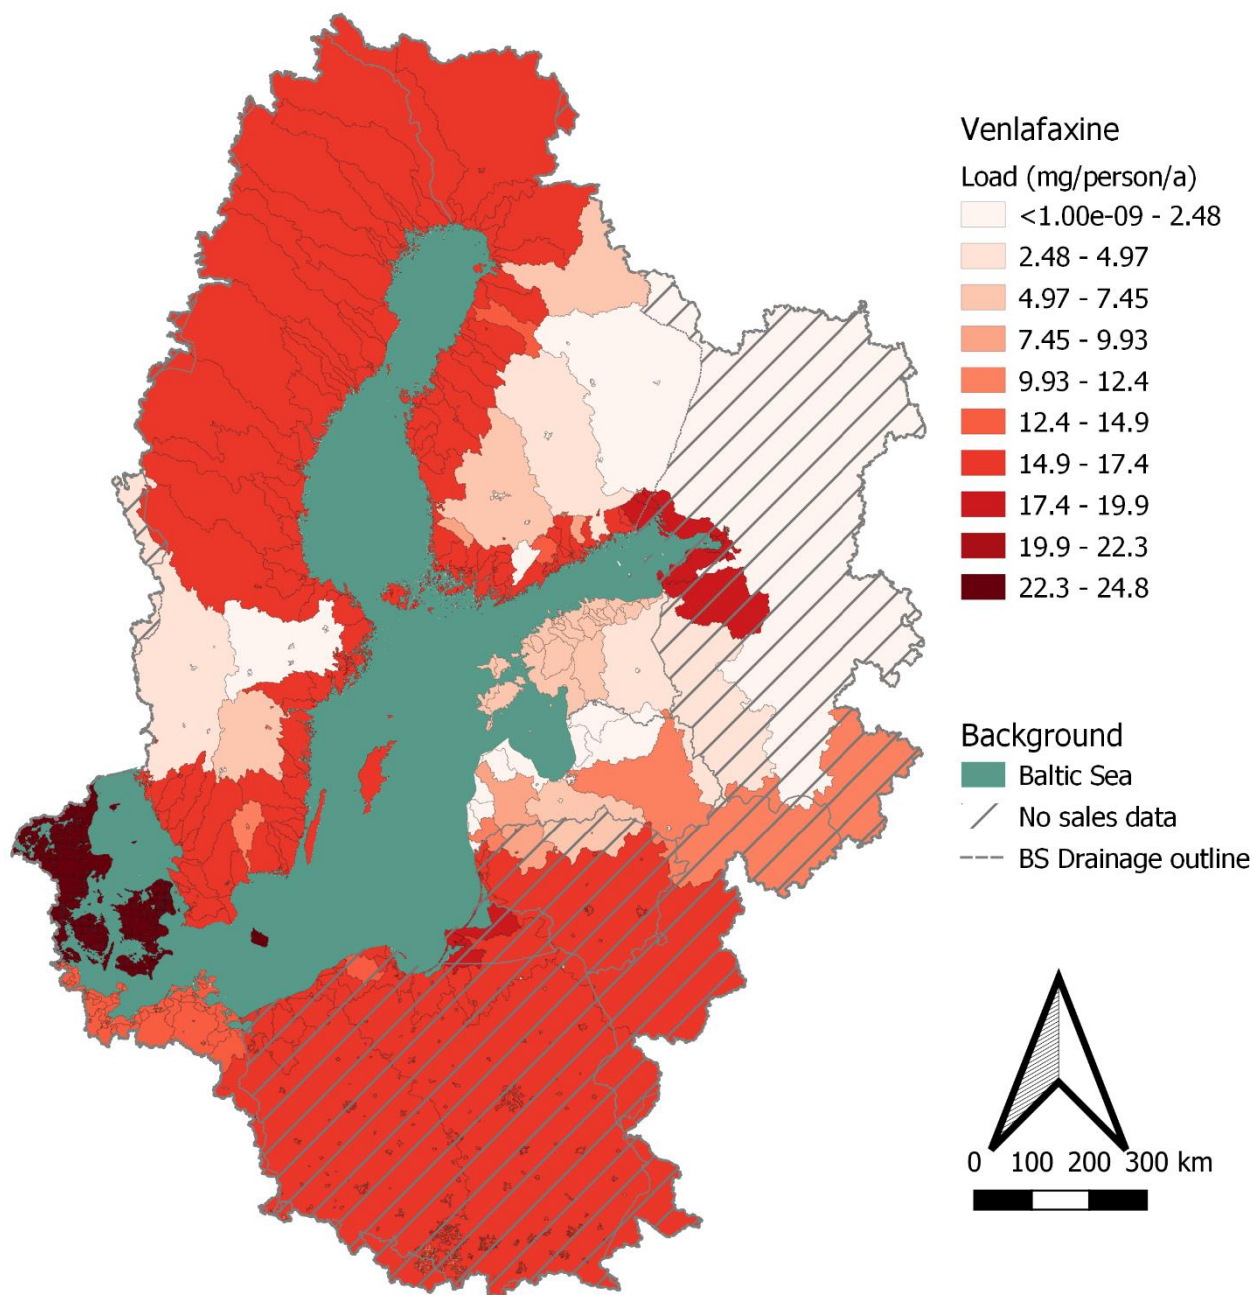 Venlafaxine
Load (mg/person/a)
<1.00e-09 - 2.48
2.48 - 4.97
4.97 - 7.45
7.45 - 9.93
9.93 - 12.4
12.4 - 14.9
14.9 - 17.4
17.4 - 19.9
19.9 - 22.3
22.3 - 24.8
Background
Baltic Sea
No sales data
BS Drainage outline
0 100 200 300 km